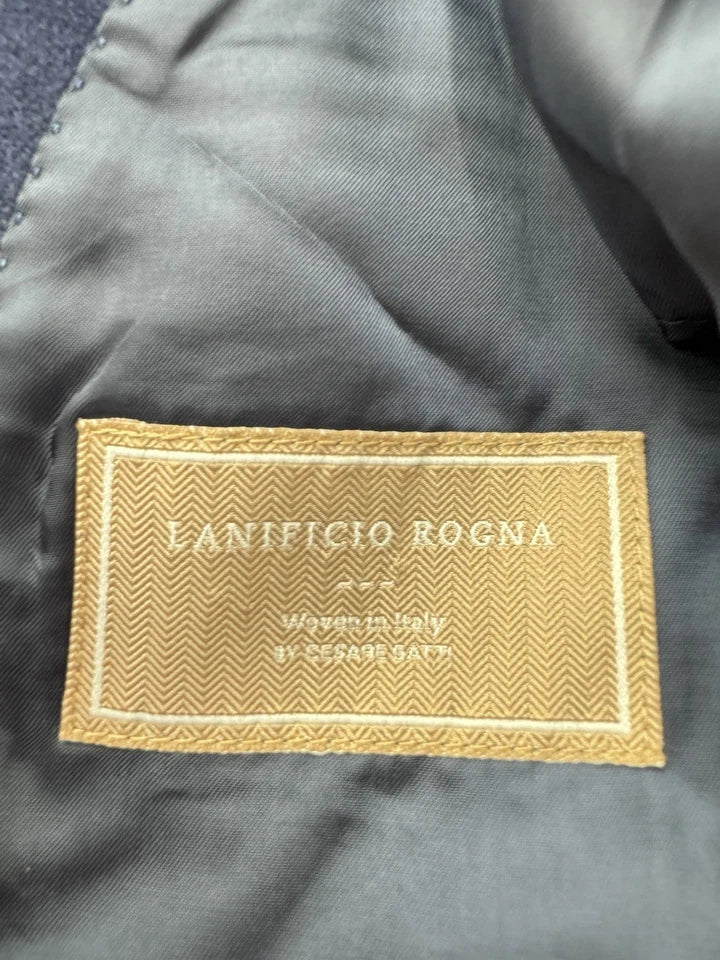 LANIFICIO ROGNA
---
Woven in Italy
BY CESARE GATTI